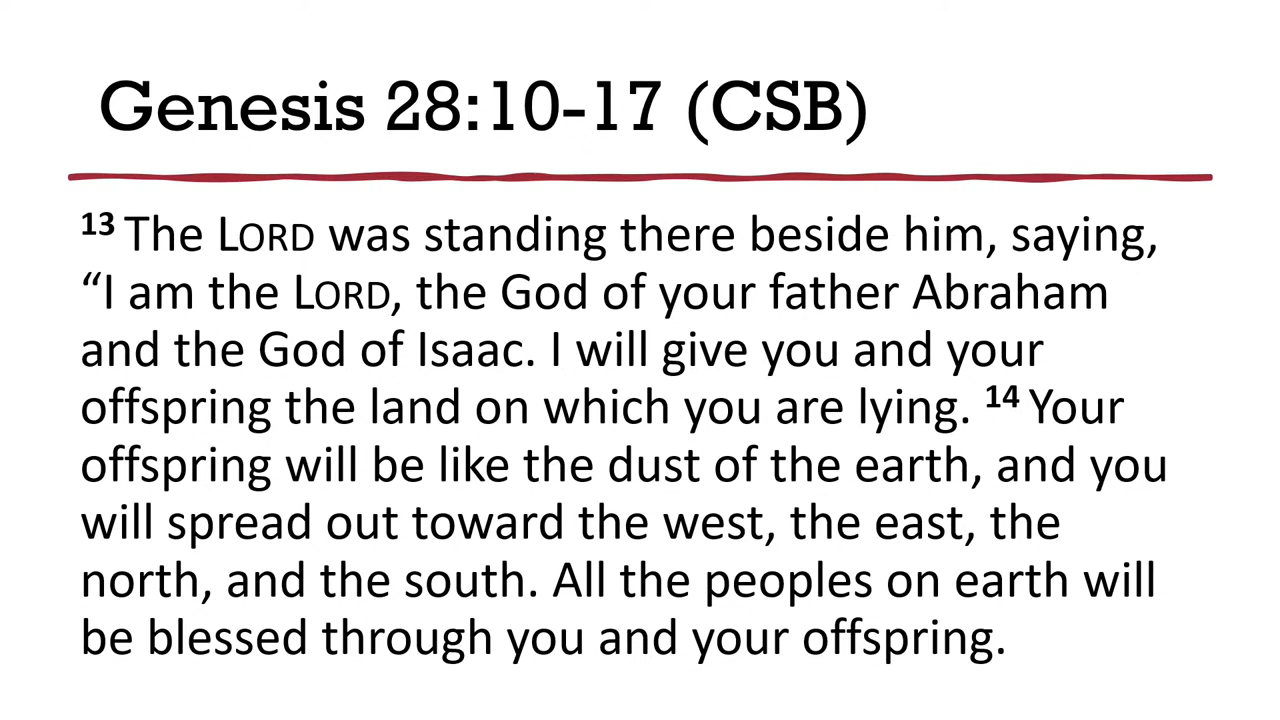 Genesis 28:10-17 (CSB)
13 The LORD was standing there beside him, saying,
“I am the LORD, the God of your father Abraham
and the God of Isaac. I will give you and your
offspring the land on which you are lying. 14 Your
offspring will be like the dust of the earth, and you
will spread out toward the west, the east, the
north, and the south. All the peoples on earth will
be blessed through you and your offspring.